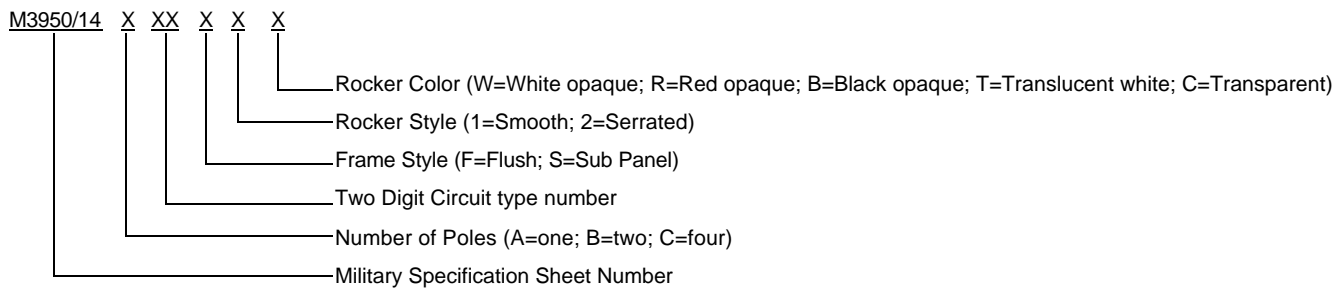 M3950/14 X XX X X X
Rocker Color (W=White opaque; R=Red opaque; B=Black opaque; T=Translucent white; C=Transparent)
Rocker Style (1=Smooth; 2=Serrated)
Frame Style (F=Flush; S=Sub Panel)
Two Digit Circuit type number
Number of Poles (A=one; B=two; C=four)
Military Specification Sheet Number